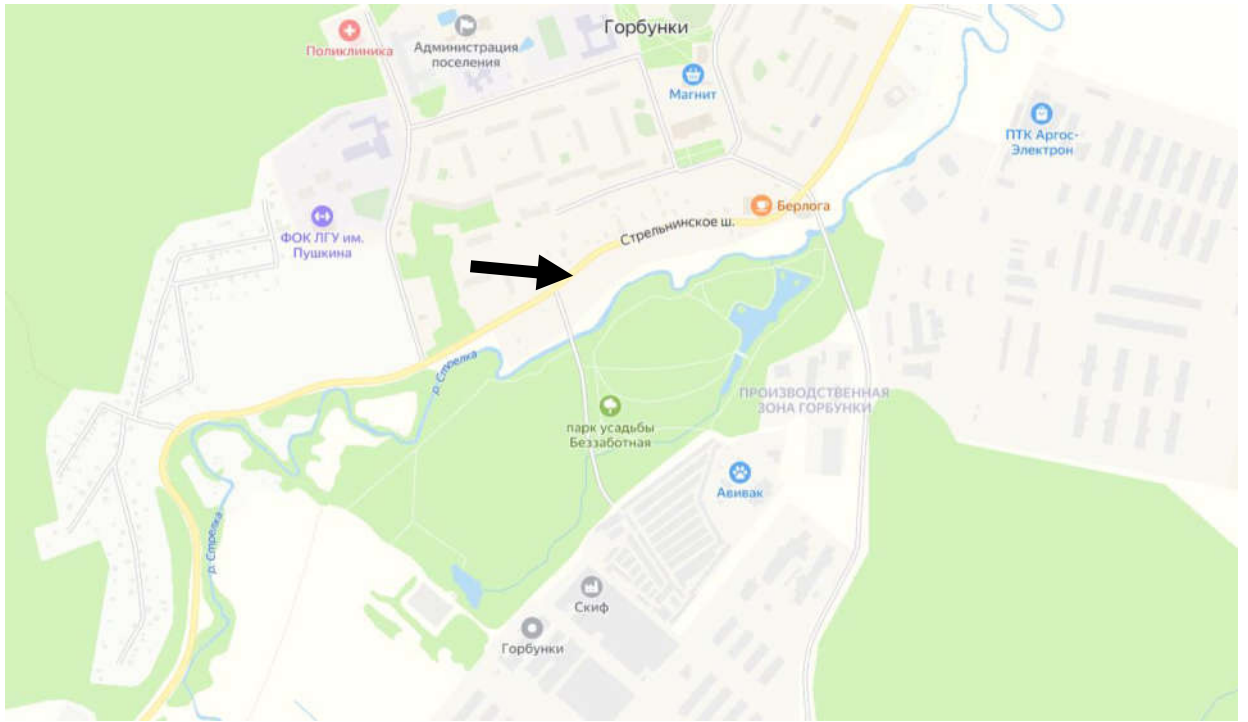 Горбунки
Поликлиника
Администрация
поселения
Магнит
ПТК Аргос-
Электрон
Берлога
Стрельнинское ш.
ФОК ЛГУ им.
Пушкина
р. Стрелка
ПРОИЗВОДСТВЕННАЯ
ЗОНА ГОРБУНКИ
парк усадьбы
Беззаботная
Авивак
р. Стрелка
Скиф
Горбунки